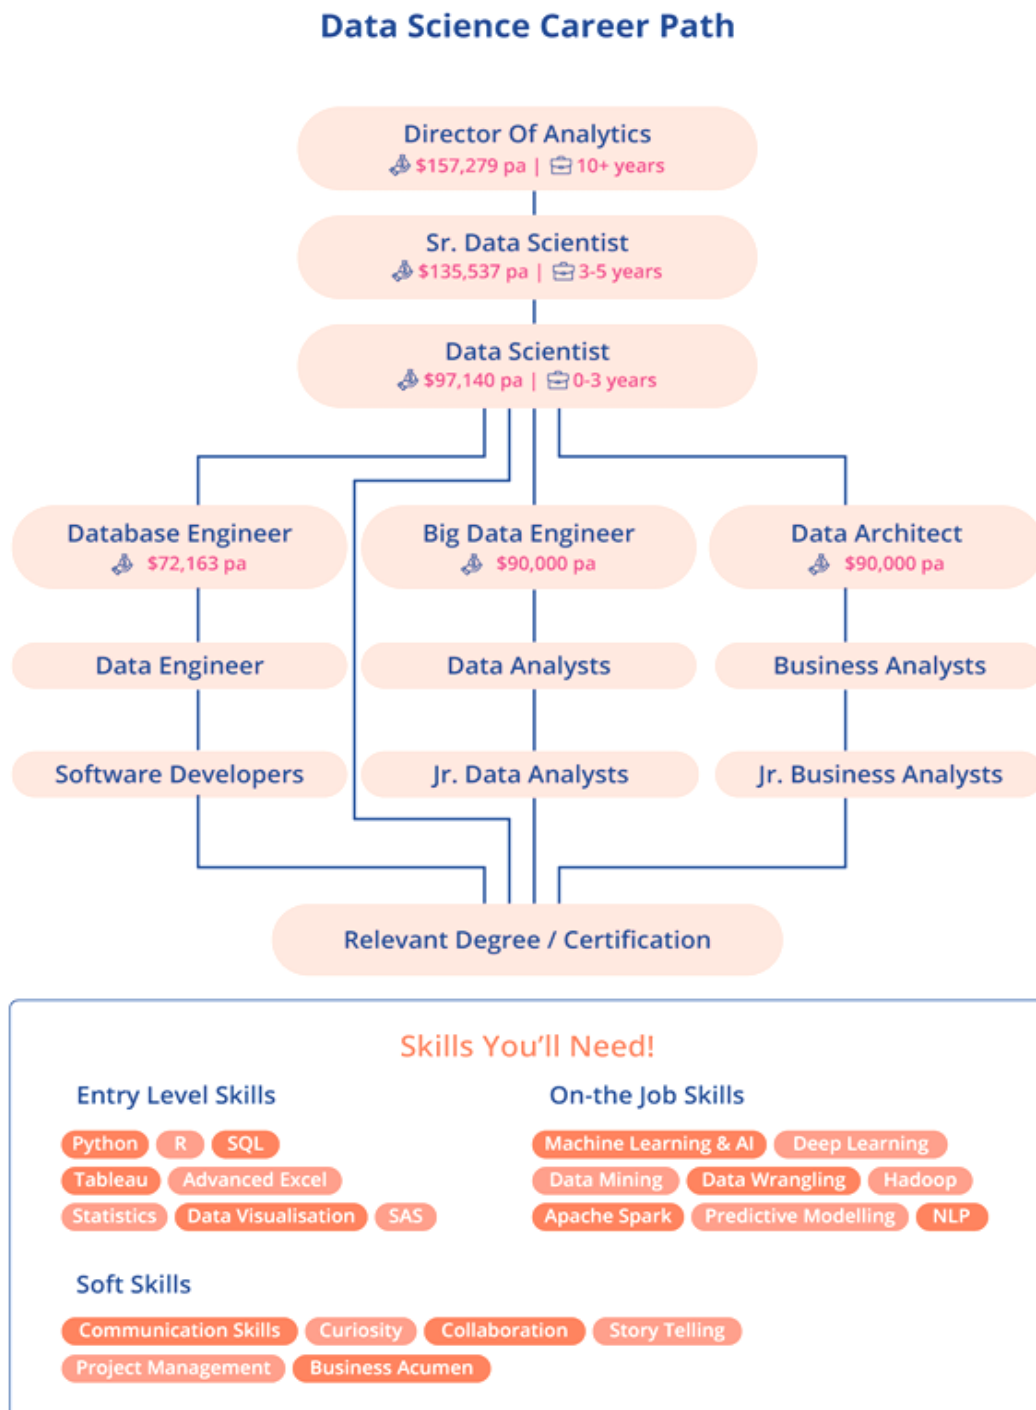 Data Science Career Path
Director Of Analytics
$157,279 pa | 10+ years
Sr. Data Scientist
$135,537 pa | 3-5 years
Data Scientist
$97,140 pa | 0-3 years
Database Engineer
$72,163 pa
Big Data Engineer
$90,000 pa
Data Architect
$90,000 pa
Data Engineer
Data Analysts
Business Analysts
Software Developers
Jr. Data Analysts
Jr. Business Analysts
Relevant Degree / Certification
Skills You'll Need!
Entry Level Skills
Python R SQL
Tableau Advanced Excel
Statistics Data Visualisation SAS
On-the Job Skills
Machine Learning & AI Deep Learning
Data Mining Data Wrangling Hadoop
Apache Spark Predictive Modelling NLP
Soft Skills
Communication Skills Curiosity Collaboration Story Telling
Project Management Business Acumen